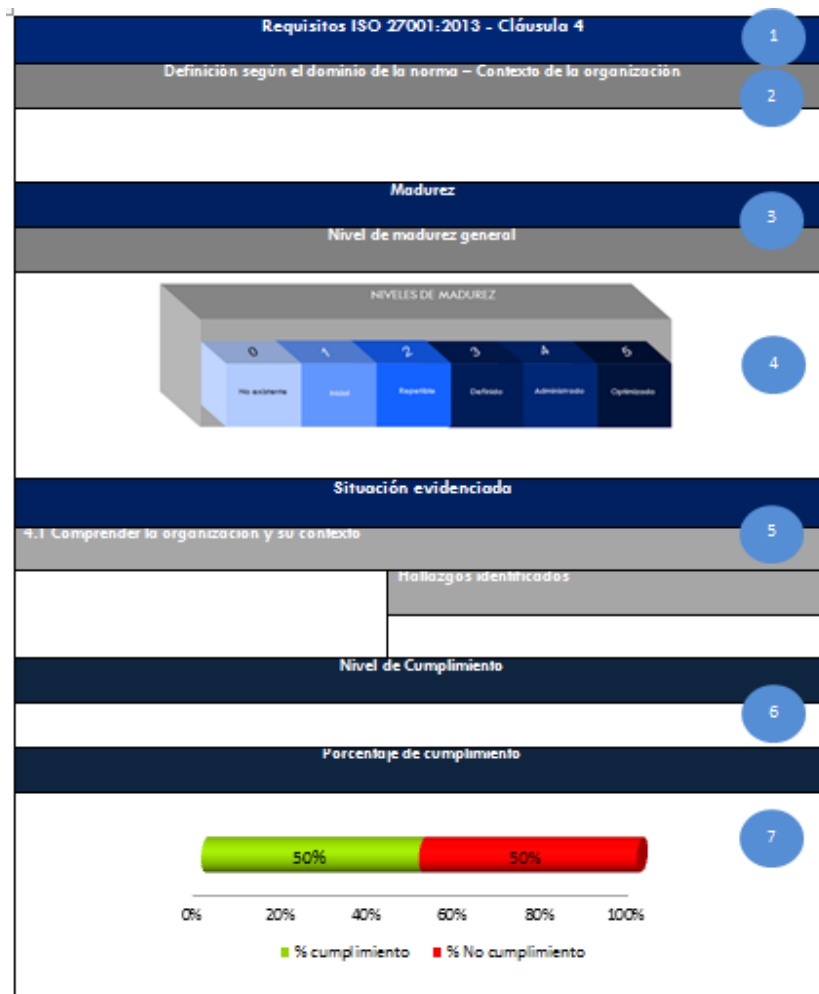 Requisitos ISO 27001:2013 - Cláusula 4
1
Definición según el dominio de la norma – Contexto de la organización
2
Madurez
3
Nivel de madurez general
NIVELES DE MADUREZ
0 1 2 3 4 5
No existente Inicial Repetible Definido Administrado Optimizado
4
Situación evidenciada
4.1 Comprender la organización y su contexto
5
Hallazgos identificados
Nivel de Cumplimiento
6
Porcentaje de cumplimiento
7
50% 50%
0% 20% 40% 60% 80% 100%
% cumplimiento % No cumplimiento